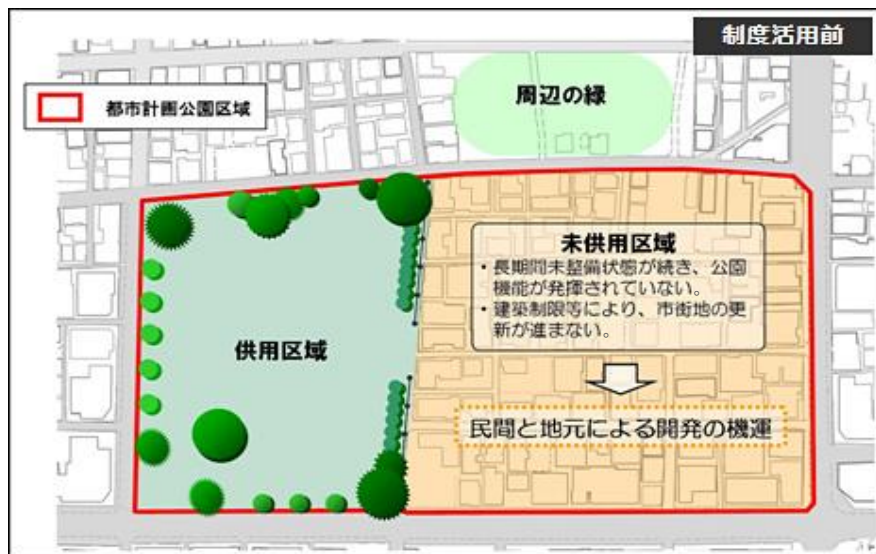 制度活用前
周辺の緑
都市計画公園区域
未供用区域
・長期間未整備状態が続き、公園
機能が発揮されていない。
・建築制限等により、市街地の更
新が進まない。
供用区域
民間と地元による開発の機運